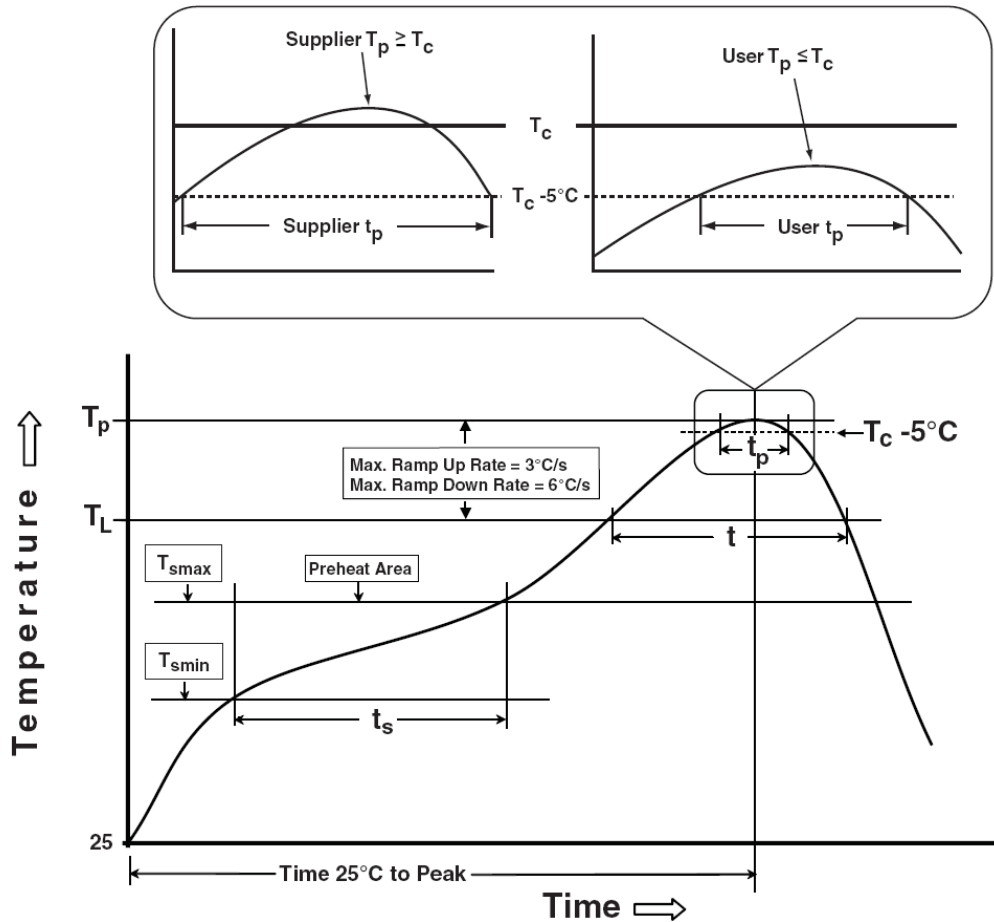 Supplier Tp ≥ Tc
User Tp ≤ Tc
Tc
Tc -5°C
Supplier tp
User tp
Tp
Tc -5°C
tp
Max. Ramp Up Rate = 3°C/s
Max. Ramp Down Rate = 6°C/s
TL
t
Tsmax
Preheat Area
Tsmin
ts
Temperature
25
Time 25°C to Peak
Time